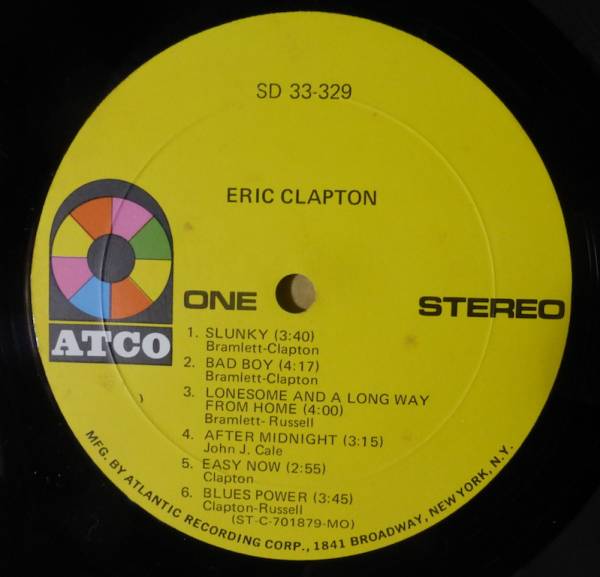 SD 33-329
ERIC CLAPTON
ATCO
ONE
STEREO
1. SLUNKY (3:40)
Bramlett-Clapton
2. BAD BOY (4:17)
Bramlett-Clapton
3. LONESOME AND A LONG WAY
FROM HOME (4:00)
Bramlett-Russell
4. AFTER MIDNIGHT (3:15)
John J. Cale
5. EASY NOW (2:55)
Clapton
6. BLUES POWER (3:45)
Clapton-Russell
(ST-C-701879-MO)
MFG. BY ATLANTIC RECORDING CORP., 1841 BROADWAY, NEW YORK, N.Y.